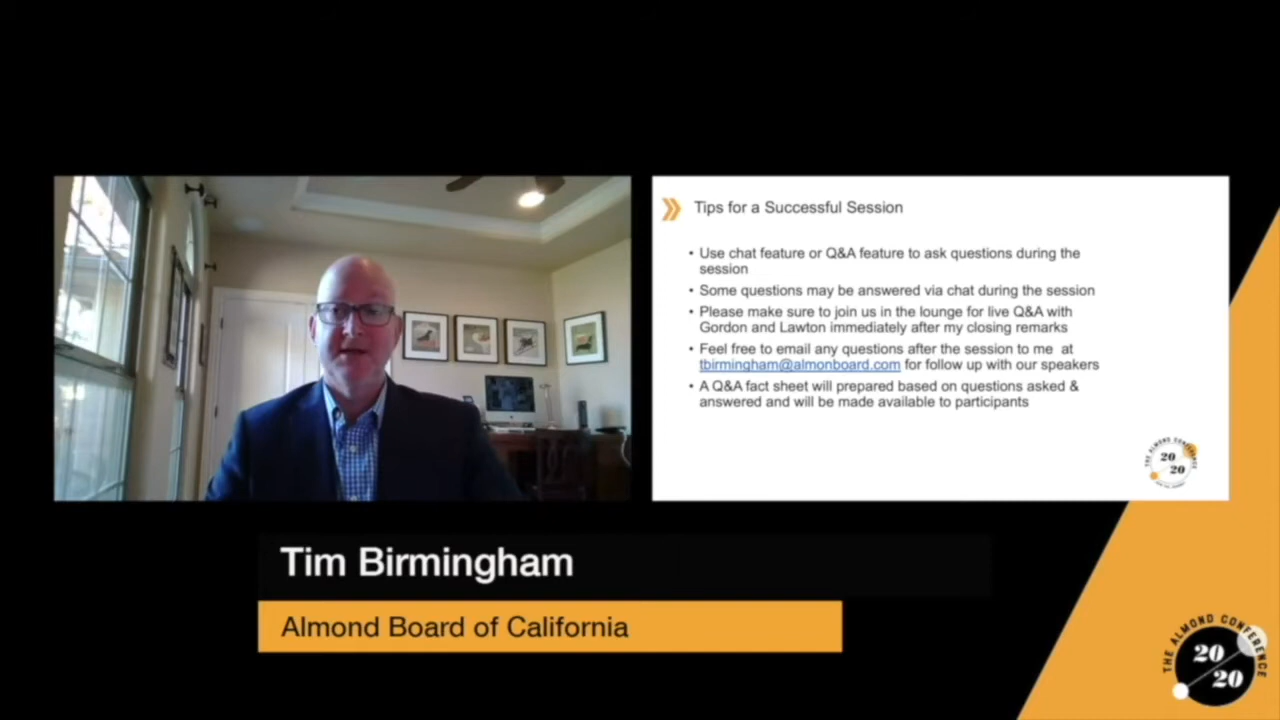 Tips for a Successful Session
• Use chat feature or Q&A feature to ask questions during the
session
• Some questions may be answered via chat during the session
• Please make sure to join us in the lounge for live Q&A with
Gordon and Lawton immediately after my closing remarks
• Feel free to email any questions after the session to me at
tbirmingham@almonboard.com for follow up with our speakers
• A Q&A fact sheet will prepared based on questions asked &
answered and will be made available to participants
THE ALMOND CONFERENCE
20
20
Tim Birmingham
Almond Board of California
THE ALMOND CONFERENCE
20
20